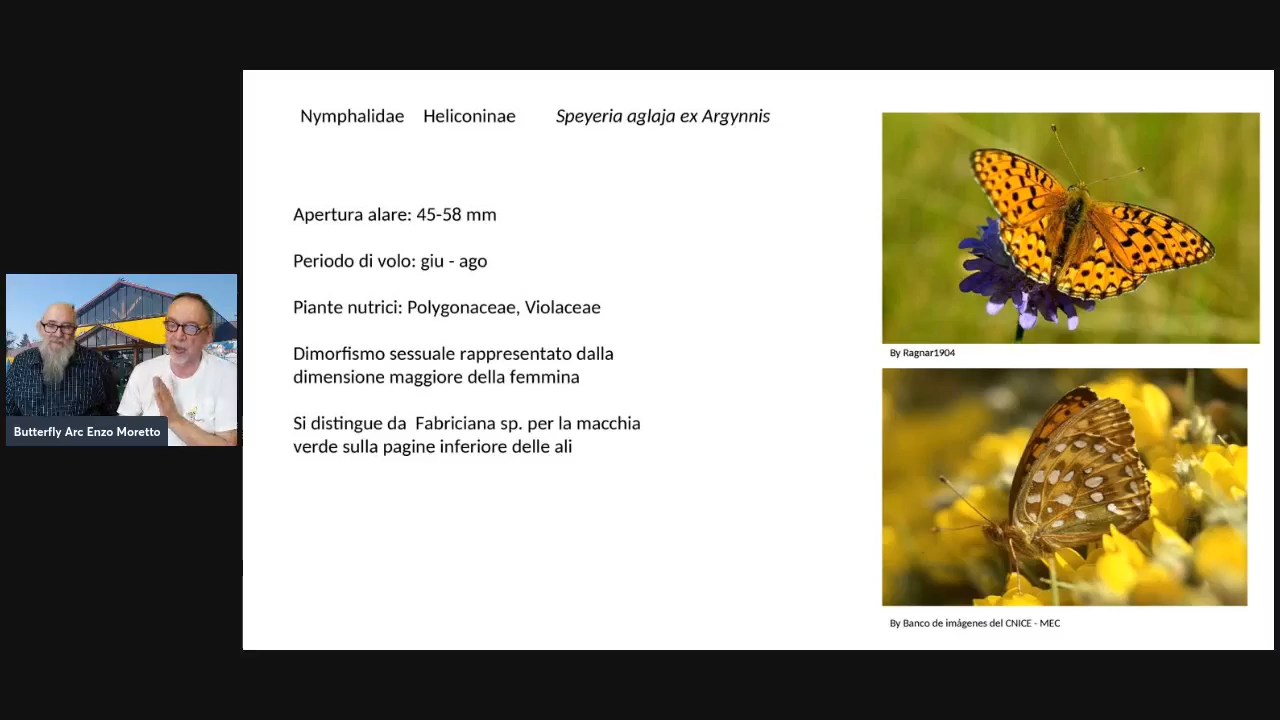 Nymphalidae Heliconinae Speyeria aglaja ex Argynnis
Apertura alare: 45-58 mm
Periodo di volo: giu - ago
Piante nutrici: Polygonaceae, Violaceae
Dimorfismo sessuale rappresentato dalla
dimensione maggiore della femmina
Si distingue da Fabriciana sp. per la macchia
verde sulla pagine inferiore delle ali
By Ragnar1904
By Banco de imágenes del CNICE - MEC
Butterfly Arc Enzo Moretto